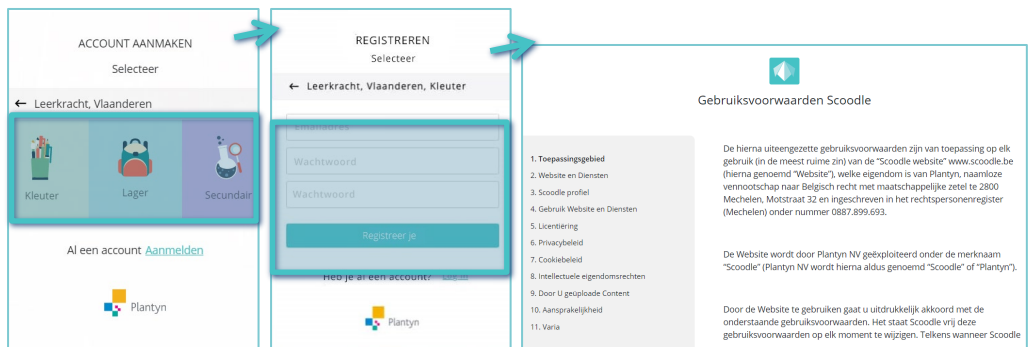 ACCOUNT AANMAKEN
Selecteer
← Leerkracht, Vlaanderen
Kleuter
Lager
Secundair
Al een account Aanmelden
Plantyn
REGISTREREN
Selecteer
← Leerkracht, Vlaanderen, Kleuter
Emailadres
Wachtwoord
Wachtwoord
Registreer je
Heb je al een account? Log in
Plantyn
Gebruiksvoorwaarden Scoodle
1. Toepassingsgebied
2. Website en Diensten
3. Scoodle profiel
4. Gebruik Website en Diensten
5. Licentiëring
6. Privacybeleid
7. Cookiebeleid
8. Intellectuele eigendomsrechten
9. Door U geüploade Content
10. Aansprakelijkheid
11. Varia
De hierna uiteengezette gebruiksvoorwaarden zijn van toepassing op elk
gebruik (in de meest ruime zin) van de “Scoodle website” www.scoodle.be
(hierna genoemd “Website”), welke eigendom is van Plantyn, naamloze
vennootschap naar Belgisch recht met maatschappelijke zetel te 2800
Mechelen, Motstraat 32 en ingeschreven in het rechtspersonenregister
(Mechelen) onder nummer 0887.899.693.
De Website wordt door Plantyn NV geëxploiteerd onder de merknaam
“Scoodle” (Plantyn NV wordt hierna aldus genoemd “Scoodle” of “Plantyn”).
Door de Website te gebruiken gaat u uitdrukkelijk akkoord met de
onderstaande gebruiksvoorwaarden. Het staat Scoodle vrij deze
gebruiksvoorwaarden op elk moment te wijzigen. Telkens wanneer Scoodle